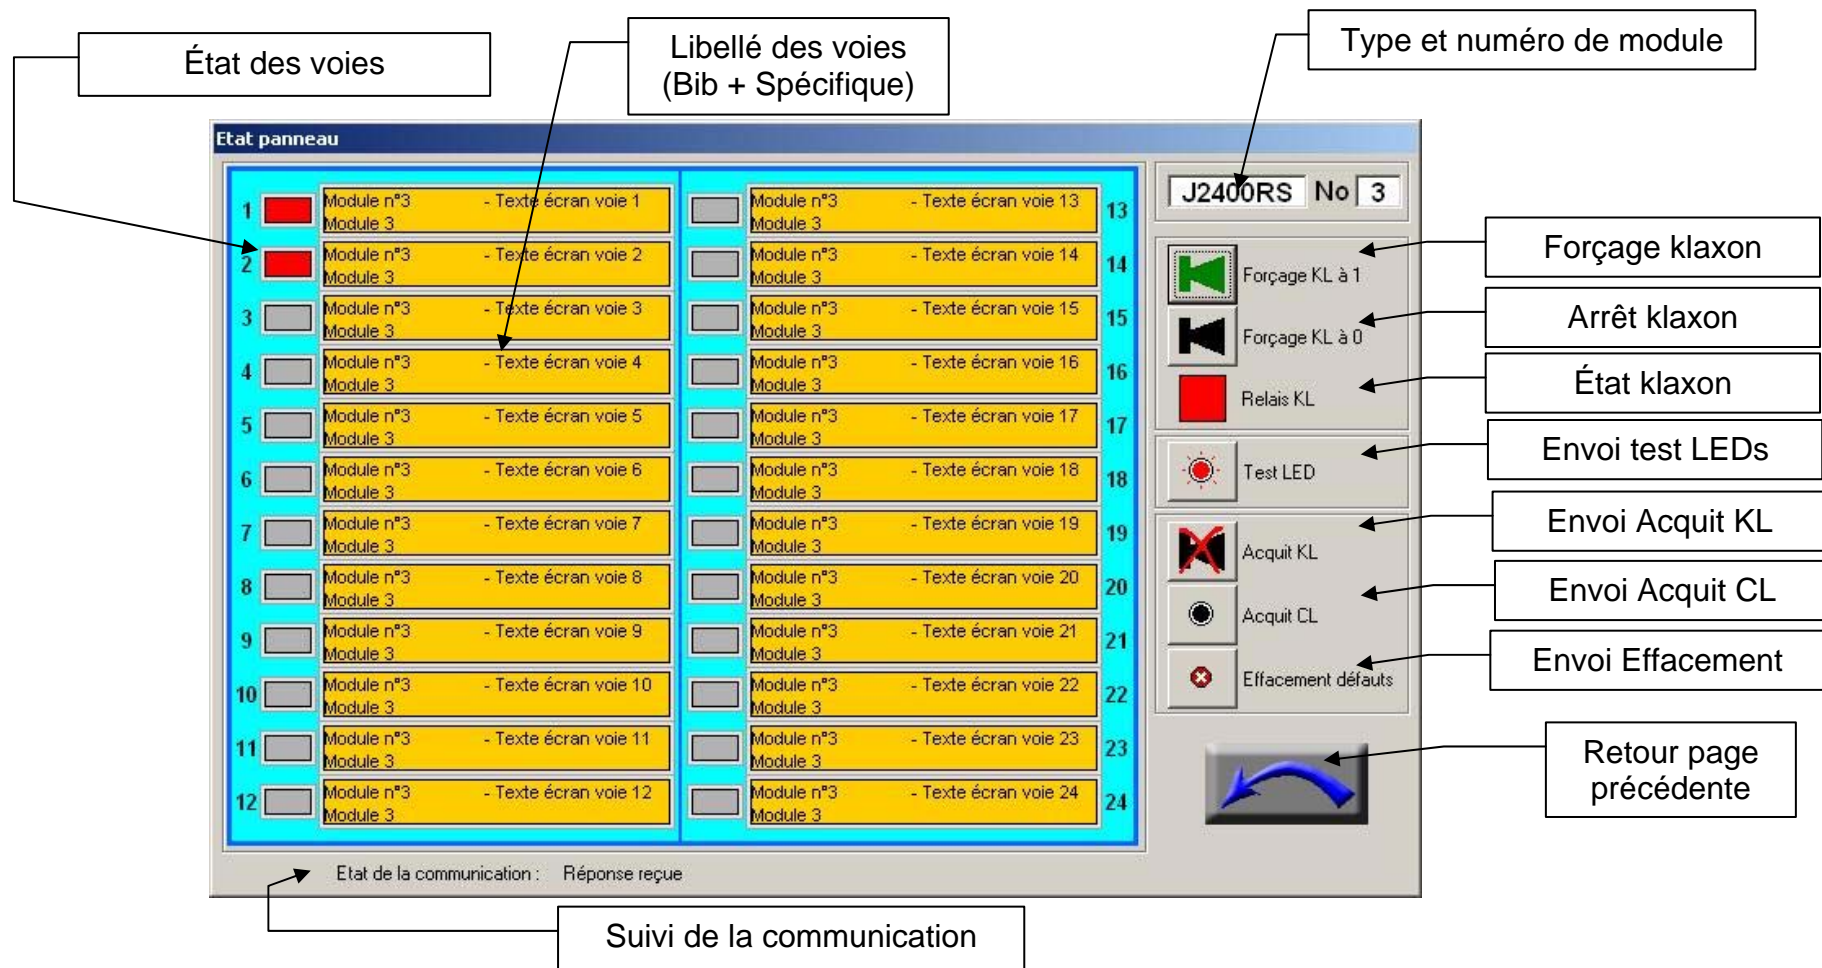 État des voies
Libellé des voies
(Bib + Spécifique)
Type et numéro de module
Etat panneau
1 Module n°3 - Texte écran voie 1
Module 3
2 Module n°3 - Texte écran voie 2
Module 3
3 Module n°3 - Texte écran voie 3
Module 3
4 Module n°3 - Texte écran voie 4
Module 3
5 Module n°3 - Texte écran voie 5
Module 3
6 Module n°3 - Texte écran voie 6
Module 3
7 Module n°3 - Texte écran voie 7
Module 3
8 Module n°3 - Texte écran voie 8
Module 3
9 Module n°3 - Texte écran voie 9
Module 3
10 Module n°3 - Texte écran voie 10
Module 3
11 Module n°3 - Texte écran voie 11
Module 3
12 Module n°3 - Texte écran voie 12
Module 3
Module n°3 - Texte écran voie 13 13
Module 3
Module n°3 - Texte écran voie 14 14
Module 3
Module n°3 - Texte écran voie 15 15
Module 3
Module n°3 - Texte écran voie 16 16
Module 3
Module n°3 - Texte écran voie 17 17
Module 3
Module n°3 - Texte écran voie 18 18
Module 3
Module n°3 - Texte écran voie 19 19
Module 3
Module n°3 - Texte écran voie 20 20
Module 3
Module n°3 - Texte écran voie 21 21
Module 3
Module n°3 - Texte écran voie 22 22
Module 3
Module n°3 - Texte écran voie 23 23
Module 3
Module n°3 - Texte écran voie 24 24
Module 3
J2400RS No 3
Forçage KL à 1
Forçage KL à 0
Relais KL
Test LED
Acquit KL
Acquit CL
Effacement défauts
Forçage klaxon
Arrêt klaxon
État klaxon
Envoi test LEDs
Envoi Acquit KL
Envoi Acquit CL
Envoi Effacement
Retour page
précédente
Etat de la communication : Réponse reçue
Suivi de la communication